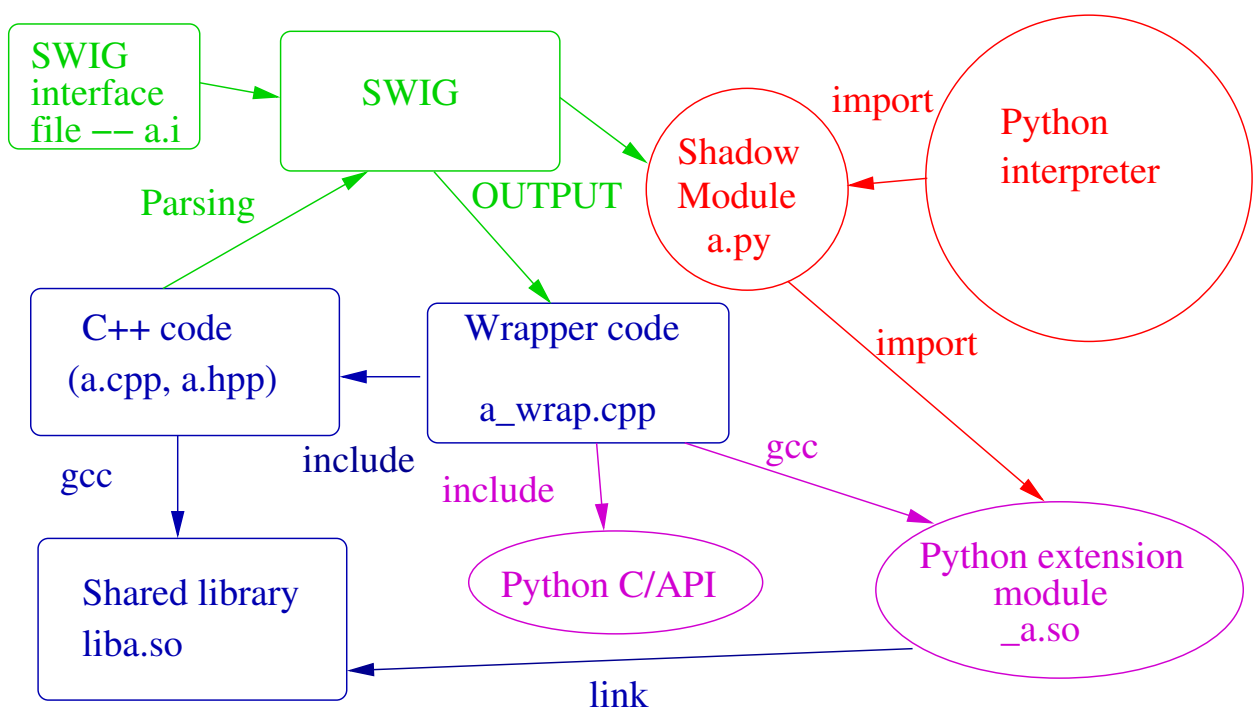 SWIG
interface
file −− a.i
SWIG
Shadow
Module
a.py
import
Python
interpreter
Parsing
OUTPUT
C++ code
(a.cpp, a.hpp)
Wrapper code
a_wrap.cpp
import
gcc
include
include
gcc
Shared library
liba.so
Python C/API
Python extension
module
_a.so
link